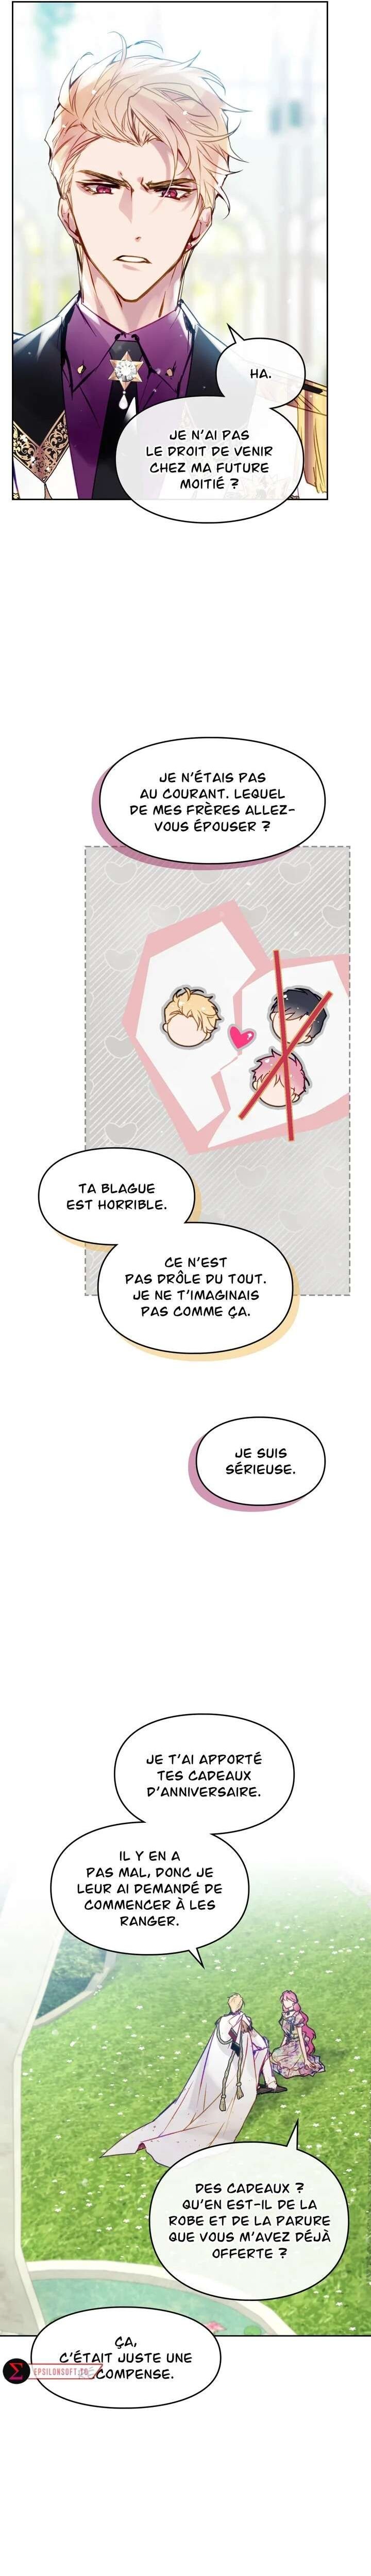 HA.
JE N'AI PAS
LE DROIT DE VENIR
CHEZ MA FUTURE
MOITIÉ ?
JE N'ÉTAIS PAS
AU COURANT. LEQUEL
DE MES FRÈRES ALLEZ-
VOUS ÉPOUSER ?
TA BLAGUE
EST HORRIBLE.
CE N'EST
PAS DRÔLE DU TOUT.
JE NE T'IMAGINAIS
PAS COMME ÇA.
JE SUIS
SÉRIEUSE.
JE T'AI APPORTÉ
TES CADEAUX
D'ANNIVERSAIRE.
IL Y EN A
PAS MAL, DONC JE
LEUR AI DEMANDÉ DE
COMMENCER À LES
RANGER.
DES CADEAUX ?
QU'EN EST-IL DE LA
ROBE ET DE LA PARURE
QUE VOUS M'AVEZ DÉJÀ
OFFERTE ?
ÇA,
C'ÉTAIT JUSTE UNE
RÉCOMPENSE.